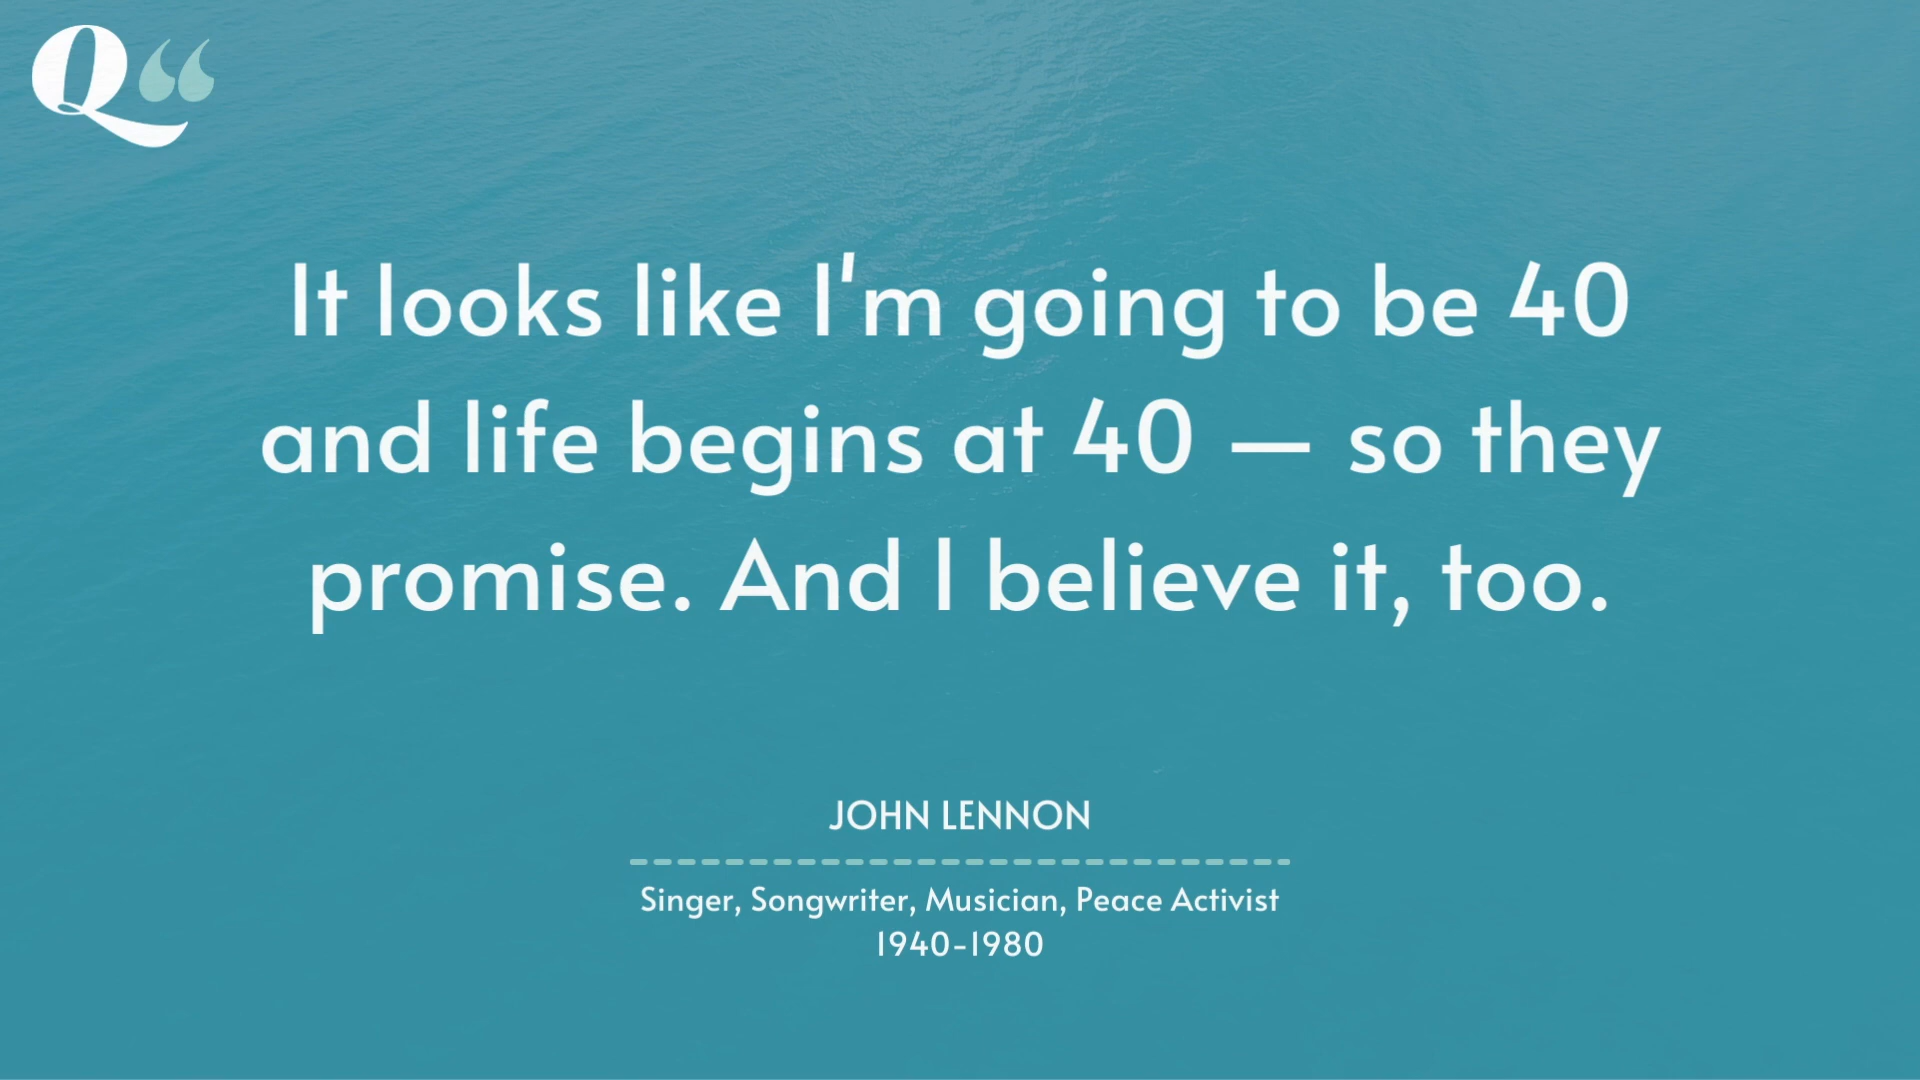 Q“
It looks like I'm going to be 40
and life begins at 40 — so they
promise. And I believe it, too.
JOHN LENNON
Singer, Songwriter, Musician, Peace Activist
1940-1980